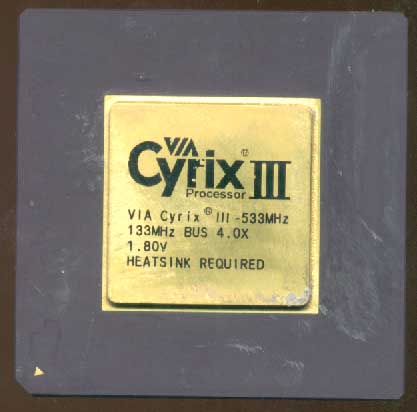 VIA
Cyrix® III
Processor
VIA Cyrix® III -533MHz
133MHz BUS 4.0X
1.80V
HEATSINK REQUIRED